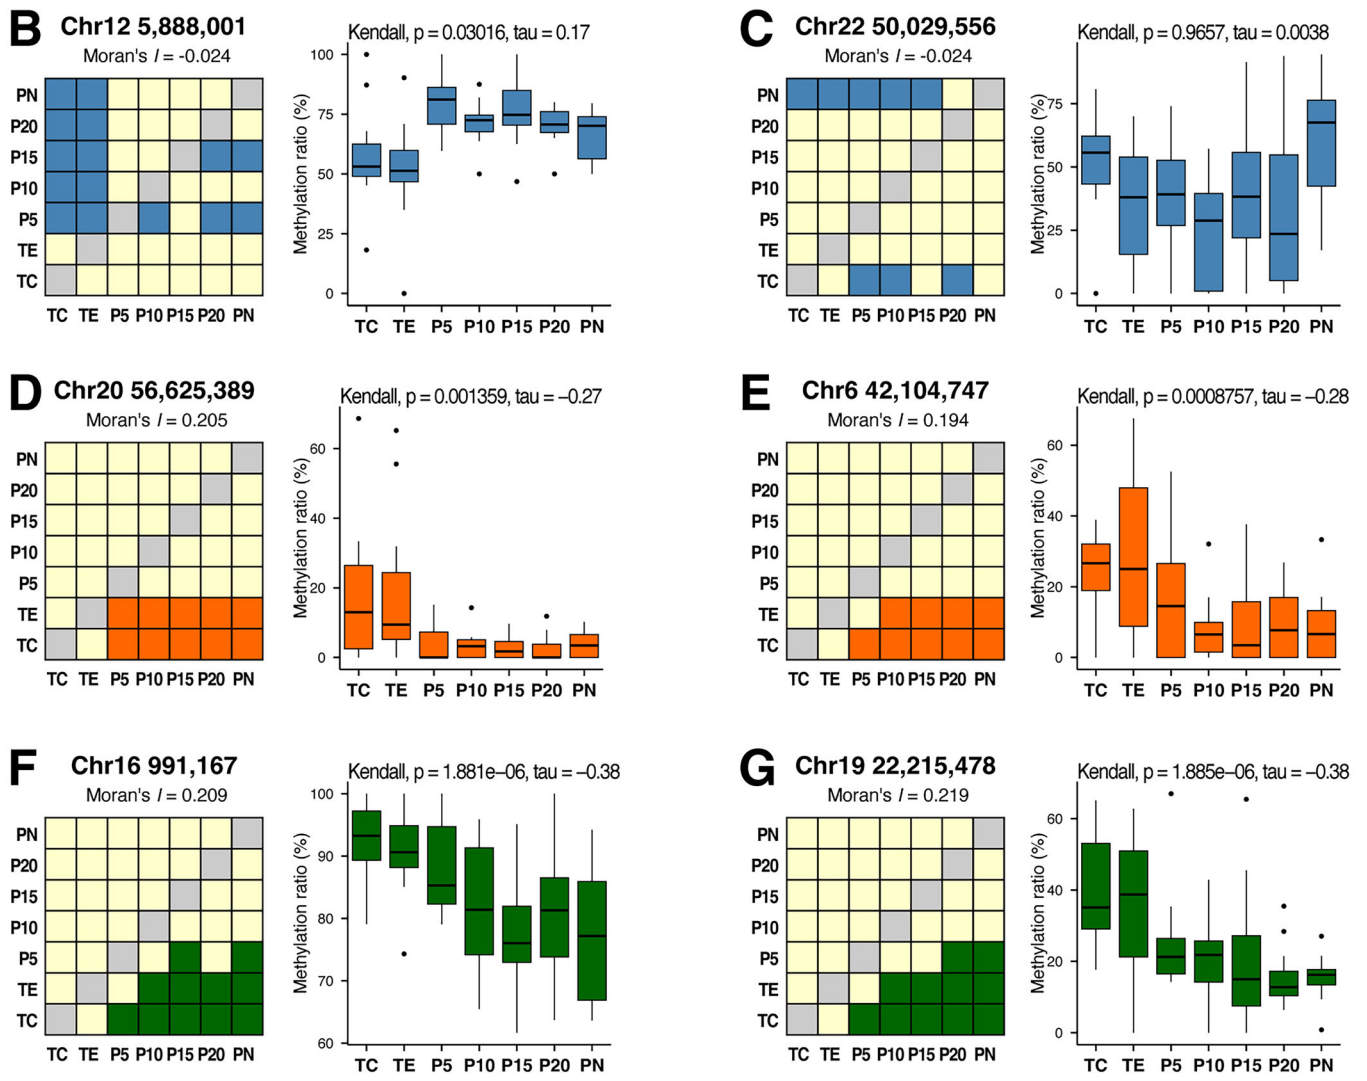 B
Chr12 5,888,001
Moran's I = -0.024
PN
P20
P15
P10
P5
TE
TC
TC TE P5 P10 P15 P20 PN
Kendall, p = 0.03016, tau = 0.17
Methylation ratio (%)
100
75
50
25
0
TC TE P5 P10 P15 P20 PN
C
Chr22 50,029,556
Moran's I = -0.024
PN
P20
P15
P10
P5
TE
TC
TC TE P5 P10 P15 P20 PN
Kendall, p = 0.9657, tau = 0.0038
Methylation ratio (%)
75
50
25
0
TC TE P5 P10 P15 P20 PN
D
Chr20 56,625,389
Moran's I = 0.205
PN
P20
P15
P10
P5
TE
TC
TC TE P5 P10 P15 P20 PN
Kendall, p = 0.001359, tau = −0.27
Methylation ratio (%)
60
40
20
0
TC TE P5 P10 P15 P20 PN
E
Chr6 42,104,747
Moran's I = 0.194
PN
P20
P15
P10
P5
TE
TC
TC TE P5 P10 P15 P20 PN
Kendall, p = 0.0008757, tau = −0.28
Methylation ratio (%)
60
40
20
0
TC TE P5 P10 P15 P20 PN
F
Chr16 991,167
Moran's I = 0.209
PN
P20
P15
P10
P5
TE
TC
TC TE P5 P10 P15 P20 PN
Kendall, p = 1.881e−06, tau = −0.38
Methylation ratio (%)
100
90
80
70
60
TC TE P5 P10 P15 P20 PN
G
Chr19 22,215,478
Moran's I = 0.219
PN
P20
P15
P10
P5
TE
TC
TC TE P5 P10 P15 P20 PN
Kendall, p = 1.885e−06, tau = −0.38
Methylation ratio (%)
60
40
20
0
TC TE P5 P10 P15 P20 PN